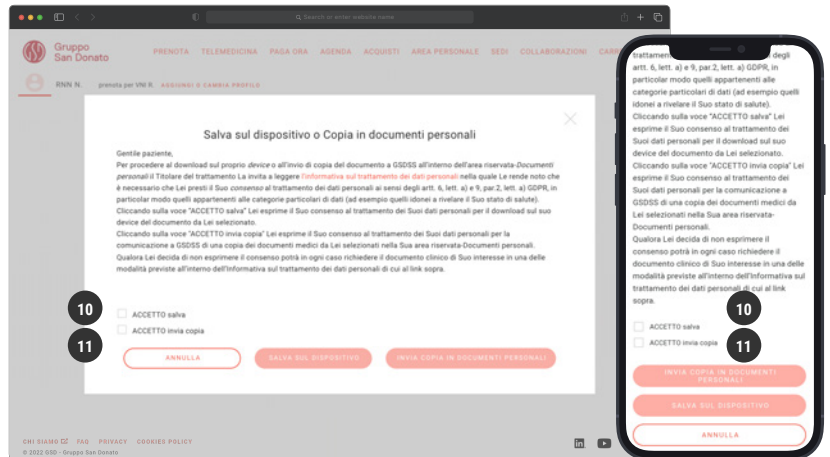 Search or enter website name
Gruppo
San Donato
PRENOTA TELEMEDICINA PAGA ORA AGENDA ACQUISTI AREA PERSONALE SEDI COLLABORAZIONI
RNN N. prenota per VNI R. AGGIUNGI O CAMBIA PROFILO
Salva sul dispositivo o Copia in documenti personali
Gentile paziente,
Per procedere al download sul proprio device o all'invio di copia del documento a GSDSS all'interno dell'area riservata-Documenti
personali il Titolare del trattamento La invita a leggere l'informativa sul trattamento dei dati personali nella quale Le rende noto che
è necessario che Lei presti il Suo consenso al trattamento dei dati personali ai sensi degli artt. 6, lett. a) e 9, par.2, lett. a) GDPR, in
particolar modo quelli appartenenti alle categorie particolari di dati (ad esempio quelli idonei a rivelare il Suo stato di salute).
Cliccando sulla voce "ACCETTO salva" Lei esprime il Suo consenso al trattamento dei Suoi dati personali per il download sul suo
device del documento da Lei selezionato.
Cliccando sulla voce "ACCETTO invia copia" Lei esprime il Suo consenso al trattamento dei Suoi dati personali per la
comunicazione a GSDSS di una copia dei documenti medici da Lei selezionati nella Sua area riservata-Documenti personali.
Qualora Lei decida di non esprimere il consenso potrà in ogni caso richiedere il documento clinico di Suo interesse in una delle
modalità previste all'interno dell'Informativa sul trattamento dei dati personali di cui al link sopra.
10
ACCETTO salva
11
ACCETTO invia copia
ANNULLA SALVA SUL DISPOSITIVO INVIA COPIA IN DOCUMENTI PERSONALI
CHI SIAMO FAQ PRIVACY COOKIES POLICY
© 2022 GSD - Gruppo San Donato
degli
artt. 6, lett. a) e 9, par.2, lett. a) GDPR, in
particolar modo quelli appartenenti alle
categorie particolari di dati (ad esempio quelli
idonei a rivelare il Suo stato di salute).
Cliccando sulla voce "ACCETTO salva" Lei
esprime il Suo consenso al trattamento dei
Suoi dati personali per il download sul suo
device del documento da Lei selezionato.
Cliccando sulla voce "ACCETTO invia copia" Lei
esprime il Suo consenso al trattamento dei
Suoi dati personali per la comunicazione a
GSDSS di una copia dei documenti medici da
Lei selezionati nella Sua area riservata-
Documenti personali.
Qualora Lei decida di non esprimere il
consenso potrà in ogni caso richiedere il
documento clinico di Suo interesse in una delle
modalità previste all'interno dell'Informativa sul
trattamento dei dati personali di cui al link
sopra.
10
ACCETTO salva
ACCETTO invia copia
11
INVIA COPIA IN DOCUMENTI
PERSONALI
SALVA SUL DISPOSITIVO
ANNULLA